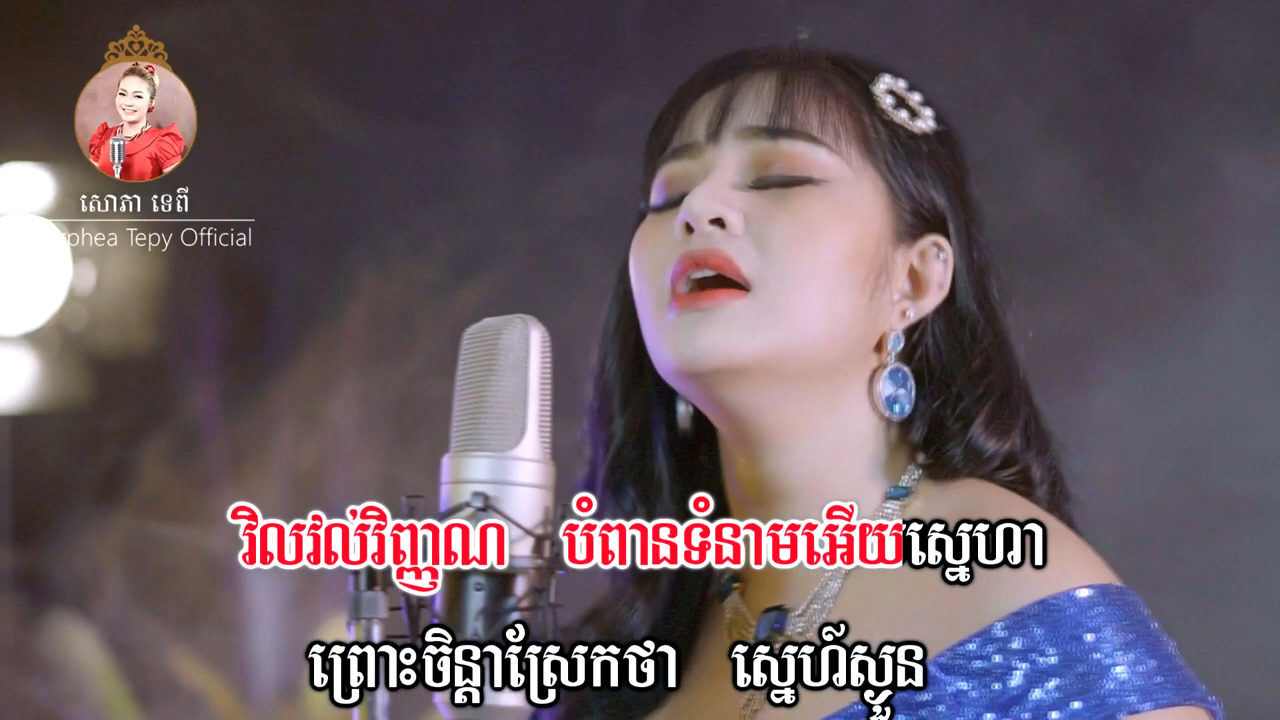 សោភា ទេពី
phea Tepy Official
វិលវល់វិញ្ញាណ បំពានទំនាមអើយស្នេហា
ព្រោះចិន្តាស្រែកថា ស្នេហ៍ស្ងួន